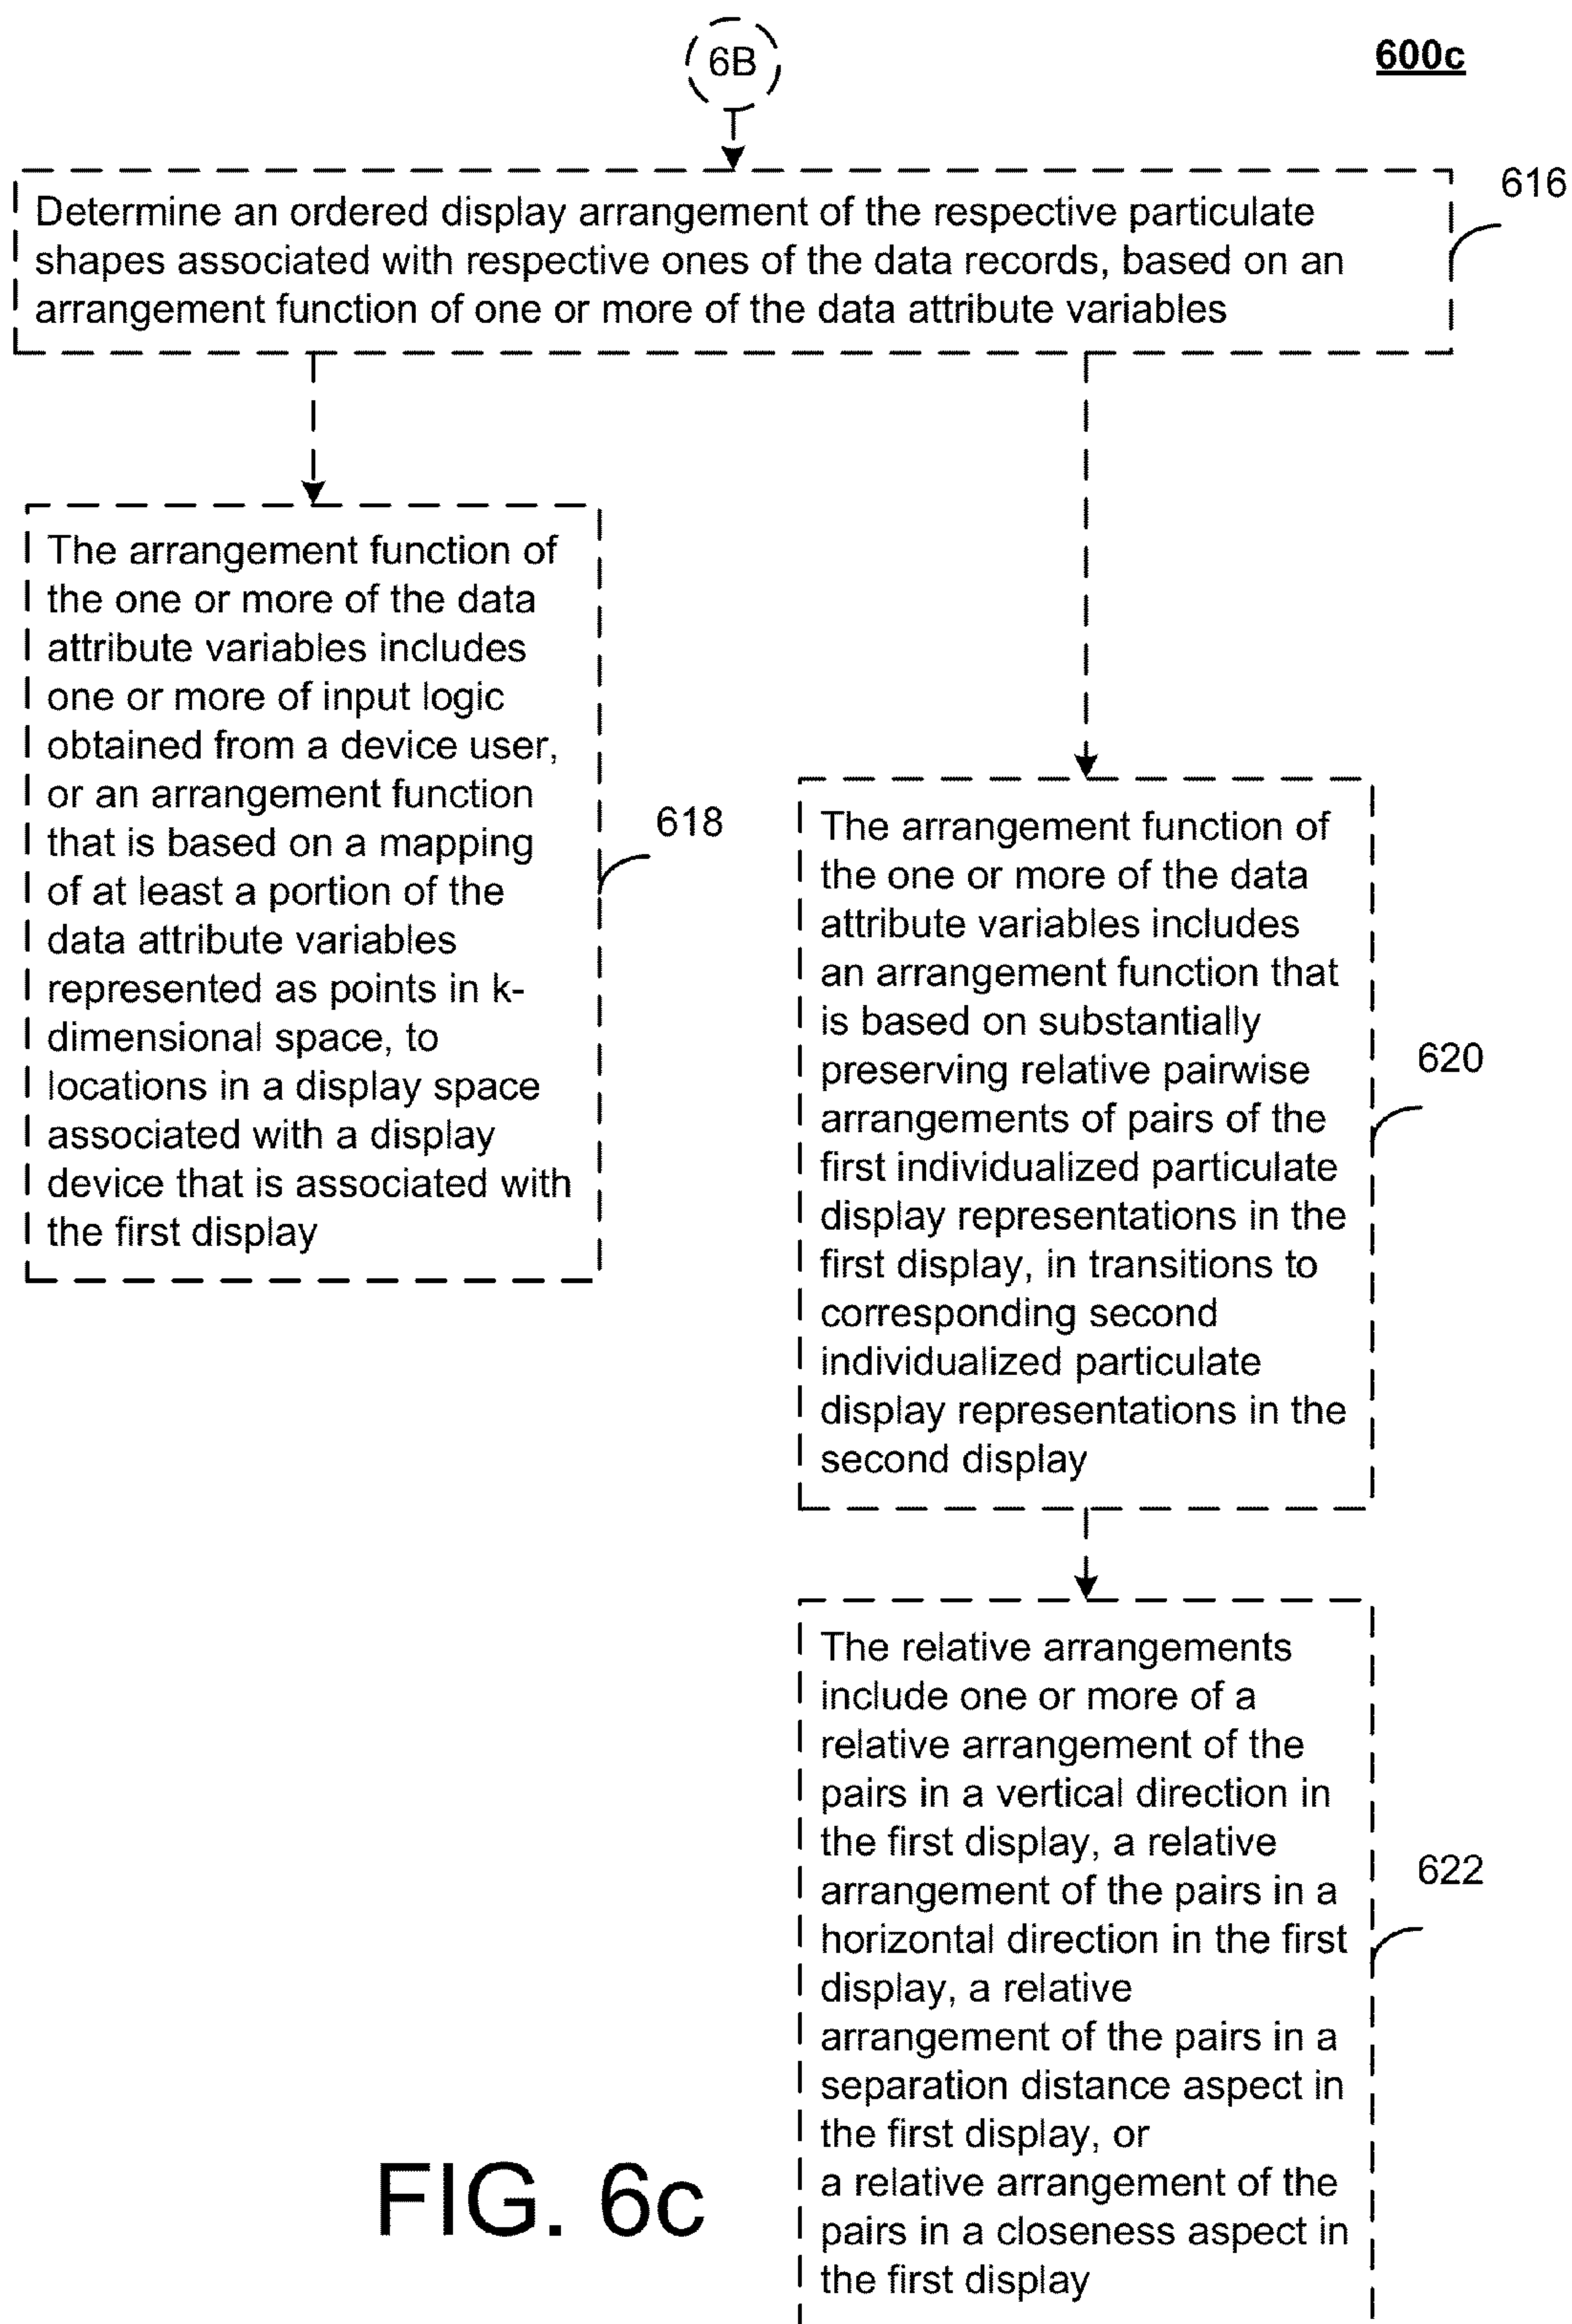 6B
600c
616
Determine an ordered display arrangement of the respective particulate
shapes associated with respective ones of the data records, based on an
arrangement function of one or more of the data attribute variables
The arrangement function of
the one or more of the data
attribute variables includes
one or more of input logic
obtained from a device user,
or an arrangement function
that is based on a mapping
of at least a portion of the
data attribute variables
represented as points in k-
dimensional space, to
locations in a display space
associated with a display
device that is associated with
the first display
618
The arrangement function of
the one or more of the data
attribute variables includes
an arrangement function that
is based on substantially
preserving relative pairwise
arrangements of pairs of the
first individualized particulate
display representations in the
first display, in transitions to
corresponding second
individualized particulate
display representations in the
second display
620
The relative arrangements
include one or more of a
relative arrangement of the
pairs in a vertical direction in
the first display, a relative
arrangement of the pairs in a
horizontal direction in the first
display, a relative
arrangement of the pairs in a
separation distance aspect in
the first display, or
a relative arrangement of the
pairs in a closeness aspect in
the first display
622
FIG. 6c